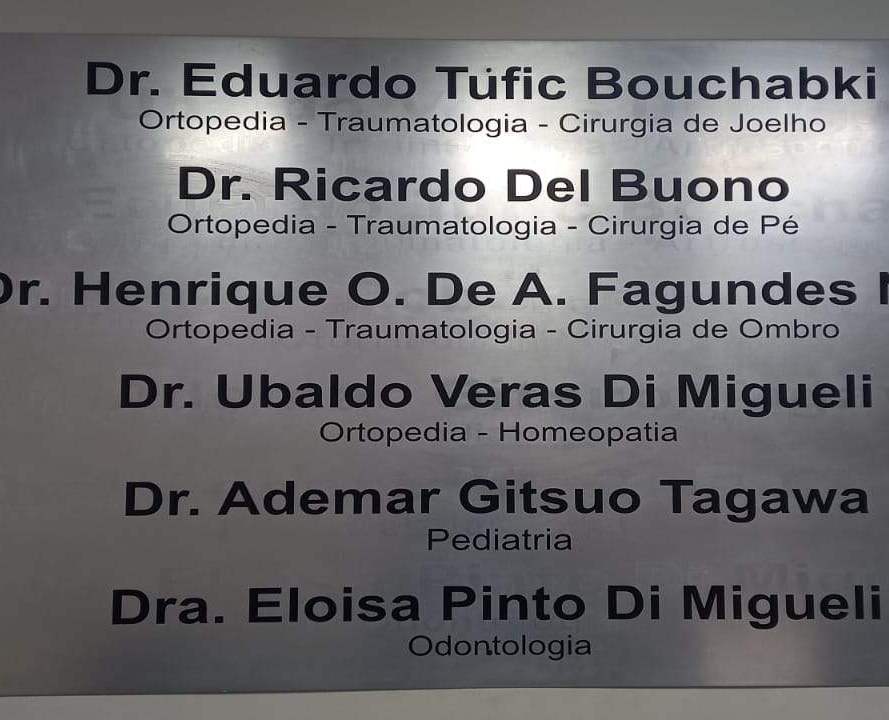 Dr. Eduardo Túfic Bouchabki
Ortopedia - Traumatologia - Cirurgia de Joelho
Dr. Ricardo Del Buono
Ortopedia - Traumatologia - Cirurgia de Pé
Dr. Henrique O. De A. Fagundes
Ortopedia - Traumatologia - Cirurgia de Ombro
Dr. Ubaldo Veras Di Migueli
Ortopedia - Homeopatia
Dr. Ademar Gitsuo Tagawa
Pediatria
Dra. Eloisa Pinto Di Migueli
Odontologia